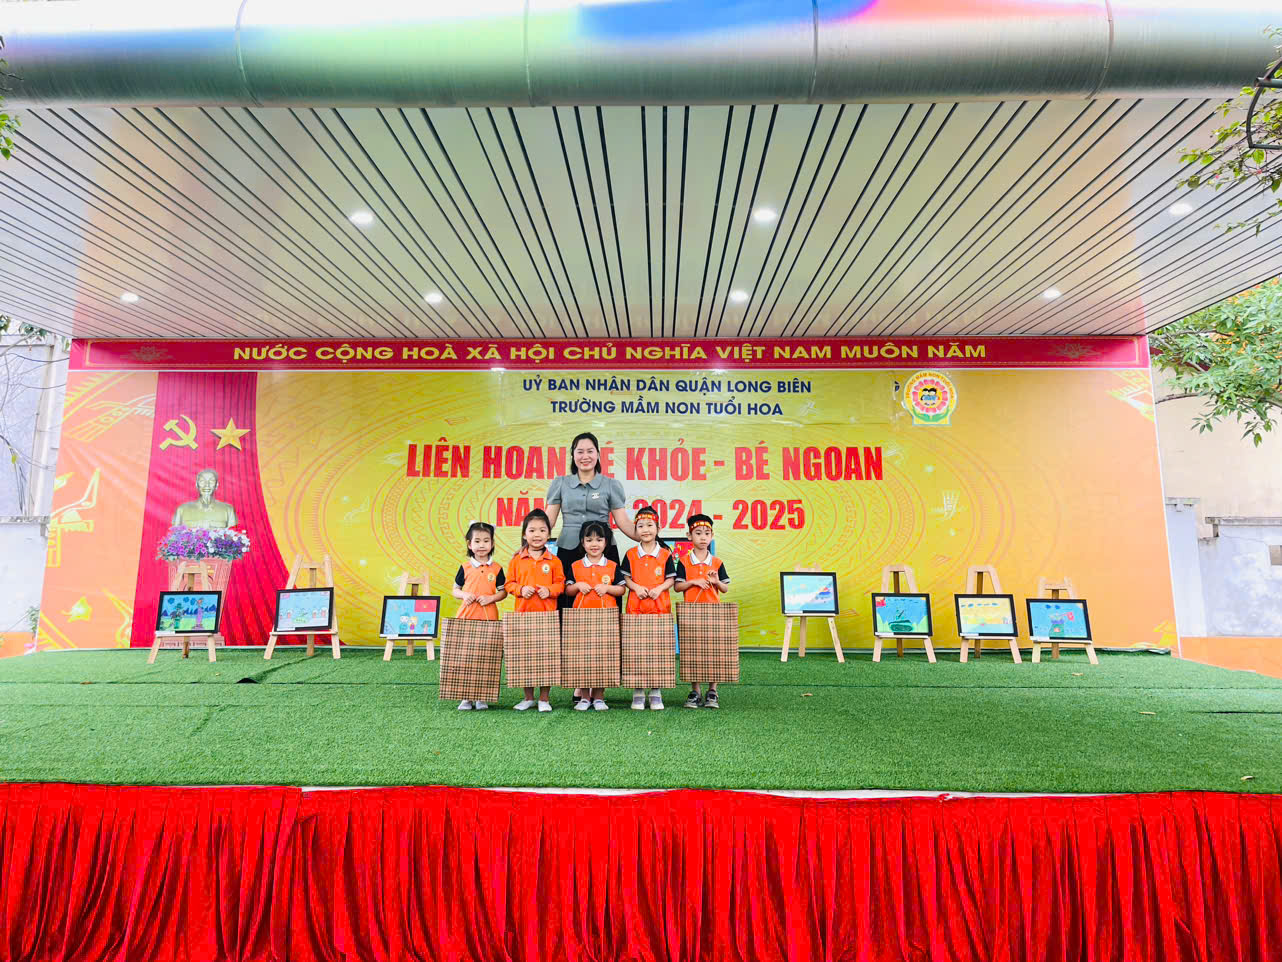 NƯỚC CỘNG HOÀ XÃ HỘI CHỦ NGHĨA VIỆT NAM MUÔN NĂM
UỶ BAN NHÂN DÂN QUẬN LONG BIÊN
TRƯỜNG MẦM NON TUỔI HOA
LIÊN HOAN KHỎE - BÉ NGOAN
2024 - 2025